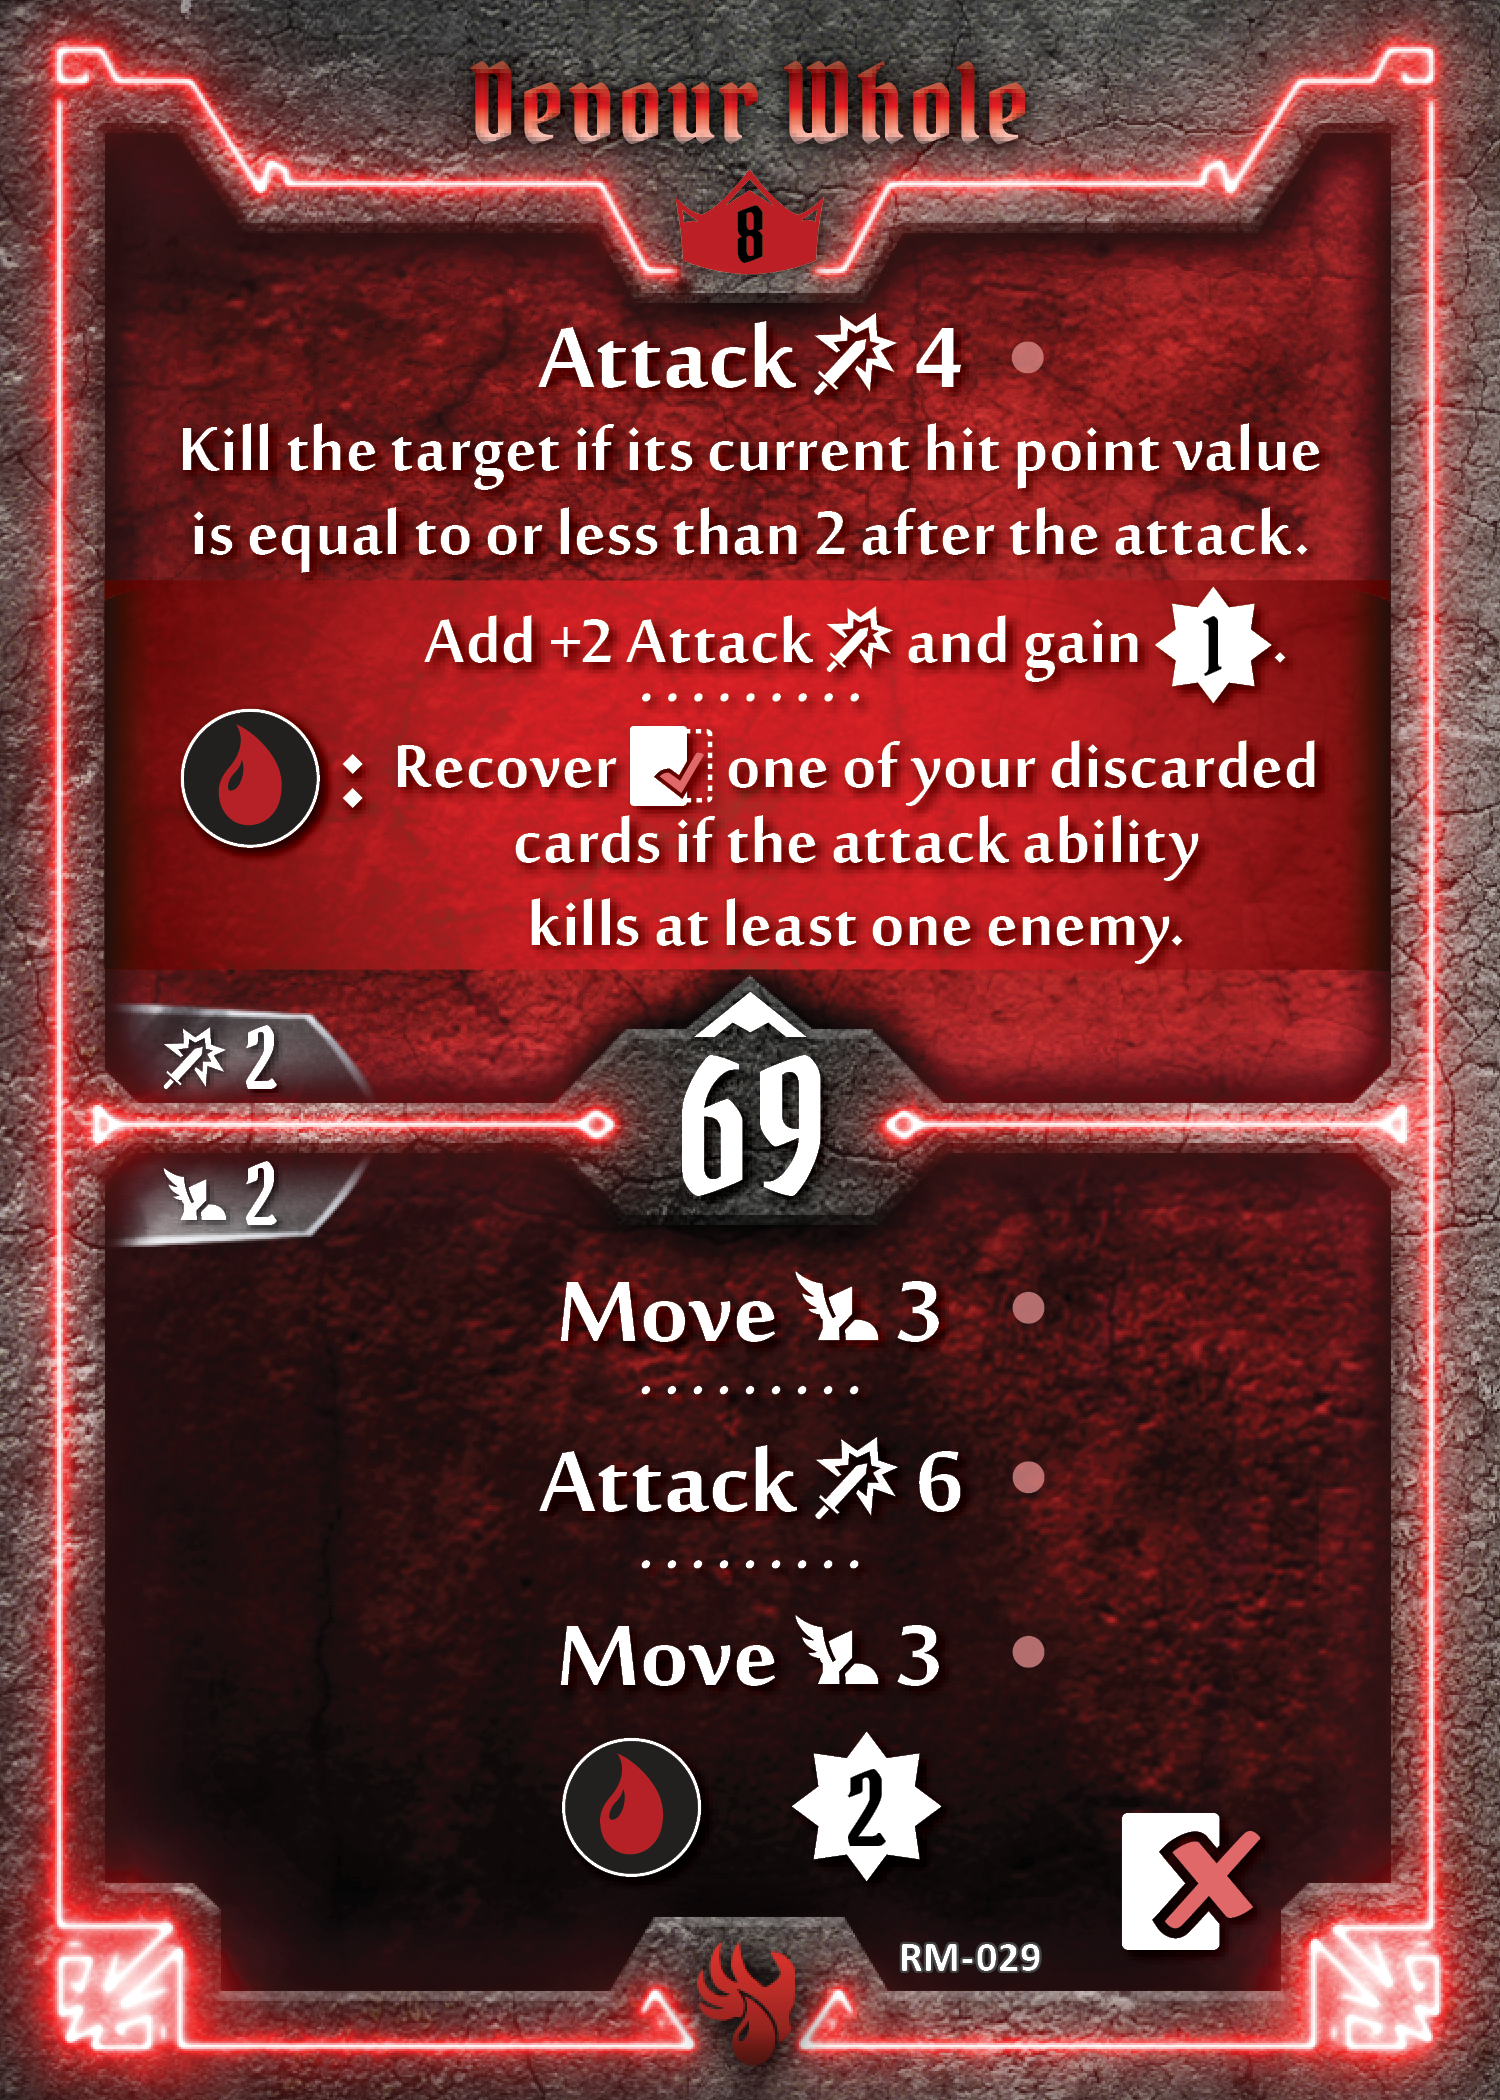 Devour Whole
8
Attack 4
Kill the target if its current hit point value
is equal to or less than 2 after the attack.
Add +2 Attack and gain 1.
: Recover one of your discarded
cards if the attack ability
kills at least one enemy.
2
69
2
Move 3
Attack 6
Move 3
2
RM-029